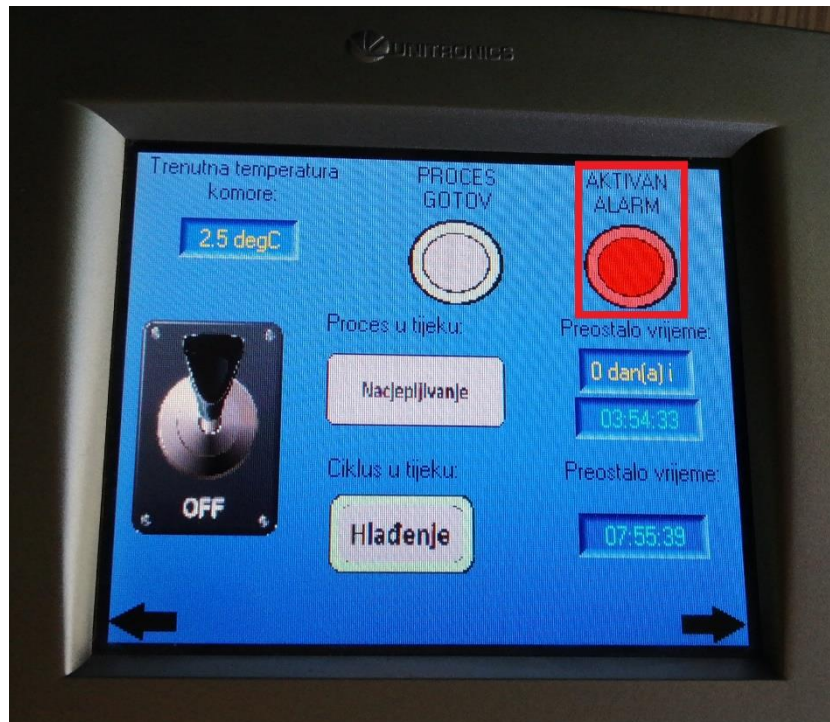 UNITRONICS
Trenutna temperatura
komore:
2.5 degC
PROCES
GOTOV
AKTIVAN
ALARM
OFF
Proces u tijeku:
Nacjepljivanje
Preostalo vrijeme:
0 dan(a) i
03:54:33
Ciklus u tijeku:
Hlađenje
Preostalo vrijeme:
07:55:39